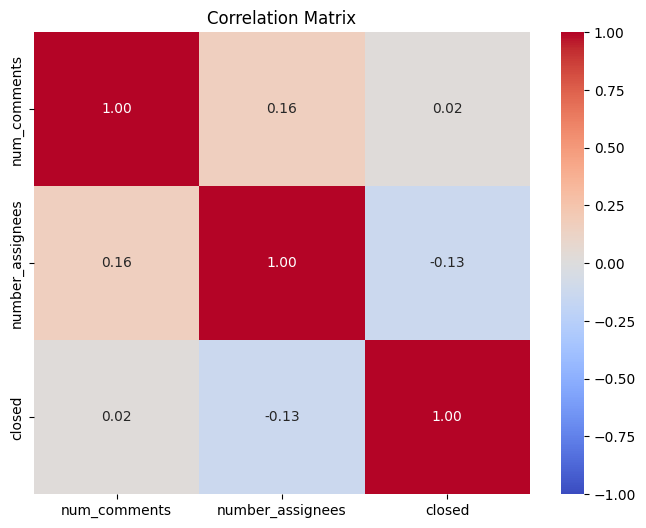 Correlation Matrix
num_comments
1.00
0.16
0.02
number_assignees
0.16
1.00
-0.13
closed
0.02
-0.13
1.00
num_comments
number_assignees
closed
1.00
0.75
0.50
0.25
0.00
−0.25
−0.50
−0.75
−1.00